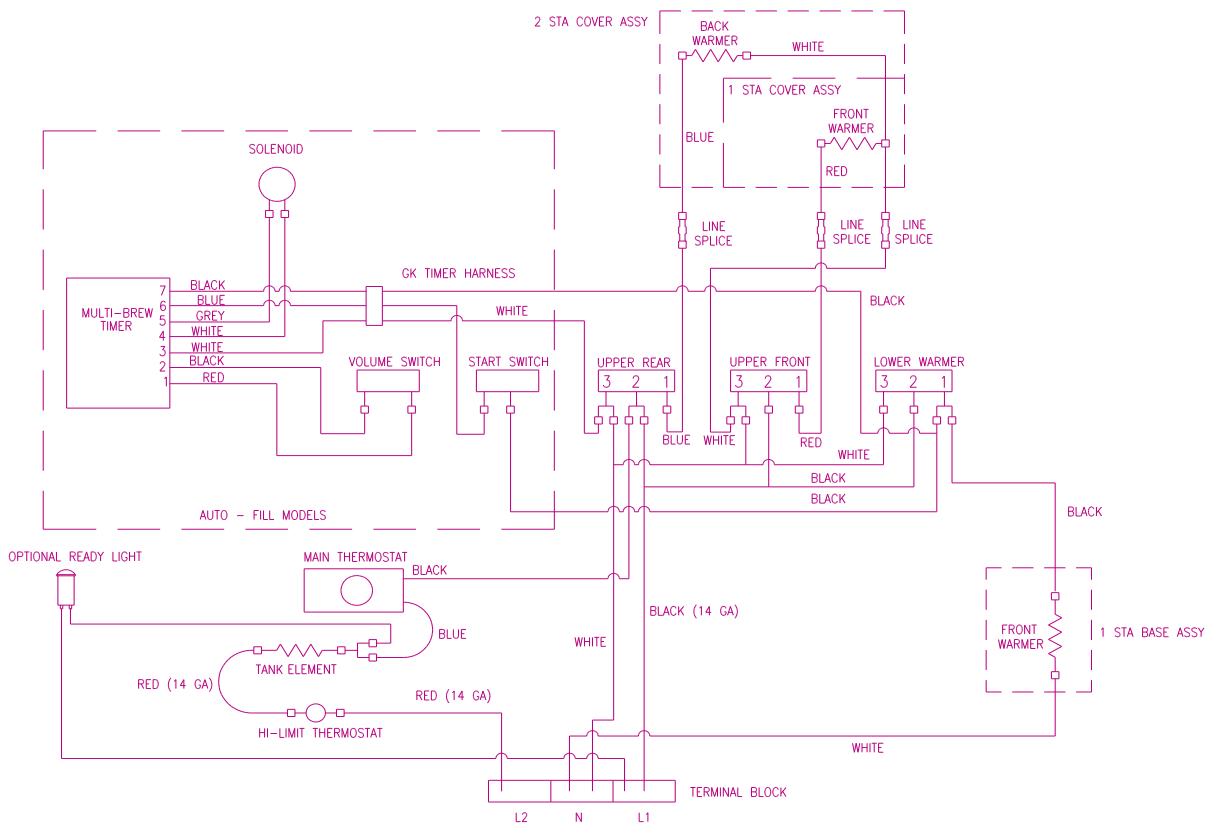 2 STA COVER ASSY
BACK
WARMER
WHITE
1 STA COVER ASSY
FRONT
WARMER
BLUE
RED
SOLENOID
LINE
SPLICE
LINE
SPLICE
LINE
SPLICE
GK TIMER HARNESS
MULTI-BREW
TIMER
7
BLACK
6
BLUE
5
GREY
4
WHITE
3
WHITE
2
BLACK
1
RED
WHITE
BLACK
VOLUME SWITCH
START SWITCH
UPPER REAR
3 2 1
UPPER FRONT
3 2 1
LOWER WARMER
3 2 1
BLUE
WHITE
RED
WHITE
BLACK
BLACK
BLACK
AUTO - FILL MODELS
OPTIONAL READY LIGHT
MAIN THERMOSTAT
BLACK
BLUE
BLACK (14 GA)
WHITE
FRONT
WARMER
1 STA BASE ASSY
TANK ELEMENT
RED (14 GA)
RED (14 GA)
HI-LIMIT THERMOSTAT
WHITE
TERMINAL BLOCK
L2
N
L1